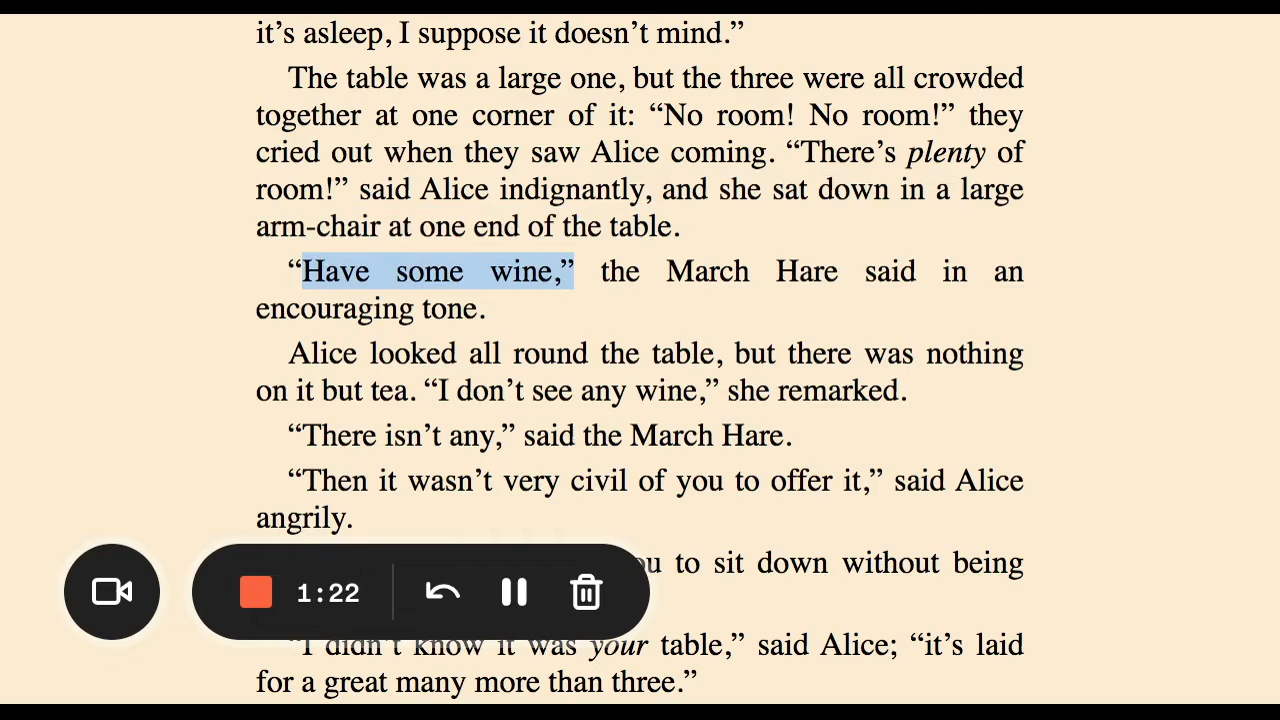 it’s asleep, I suppose it doesn’t mind.”
The table was a large one, but the three were all crowded
together at one corner of it: “No room! No room!” they
cried out when they saw Alice coming. “There’s plenty of
room!” said Alice indignantly, and she sat down in a large
arm-chair at one end of the table.
“Have some wine,” the March Hare said in an
encouraging tone.
Alice looked all round the table, but there was nothing
on it but tea. “I don’t see any wine,” she remarked.
“There isn’t any,” said the March Hare.
“Then it wasn’t very civil of you to offer it,” said Alice
angrily.
to sit down without being
1:22
“I didn’t know it was your table,” said Alice; “it’s laid
for a great many more than three.”